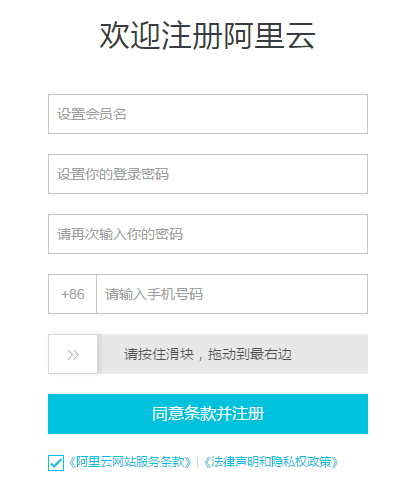 欢迎注册阿里云
设置会员名
设置你的登录密码
请再次输入你的密码
+86 请输入手机号码
>> 请按住滑块，拖动到最右边
同意条款并注册
《阿里云网站服务条款》|《法律声明和隐私权政策》